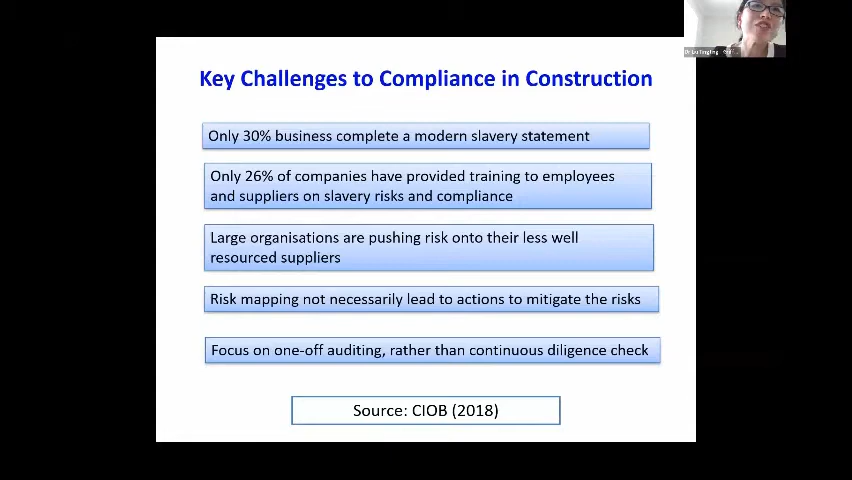 Key Challenges to Compliance in Construction
Only 30% business complete a modern slavery statement
Only 26% of companies have provided training to employees
and suppliers on slavery risks and compliance
Large organisations are pushing risk onto their less well
resourced suppliers
Risk mapping not necessarily lead to actions to mitigate the risks
Focus on one-off auditing, rather than continuous diligence check
Source: CIOB (2018)